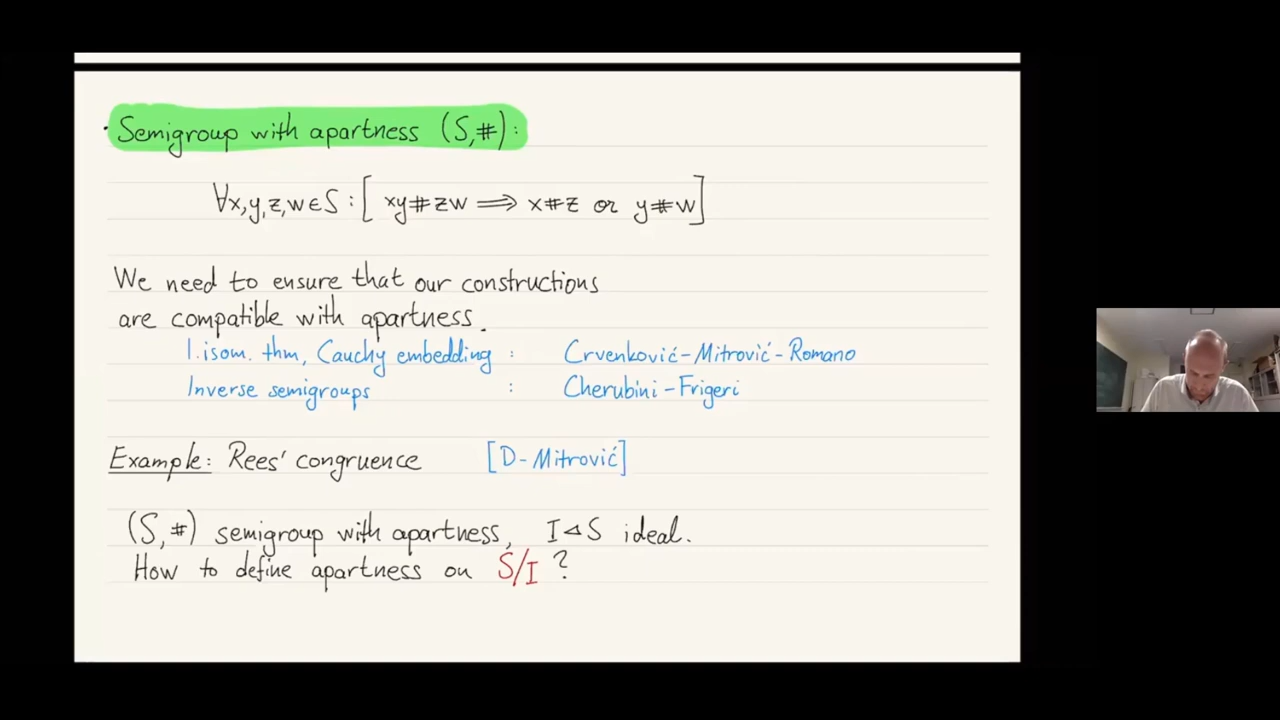 · Semigroup with apartness (S,#):
∀x,y,z,w∈S : [ xy#zw ⟹ x#z or y#w ]
We need to ensure that our constructions
are compatible with apartness.
1. isom. thm, Cauchy embedding : Crvenković-Mitrović-Romano
Inverse semigroups : Cherubini-Frigeri
Example: Rees' congruence [D-Mitrović]
(S,#) semigroup with apartness, I◁S ideal.
How to define apartness on S/I ?